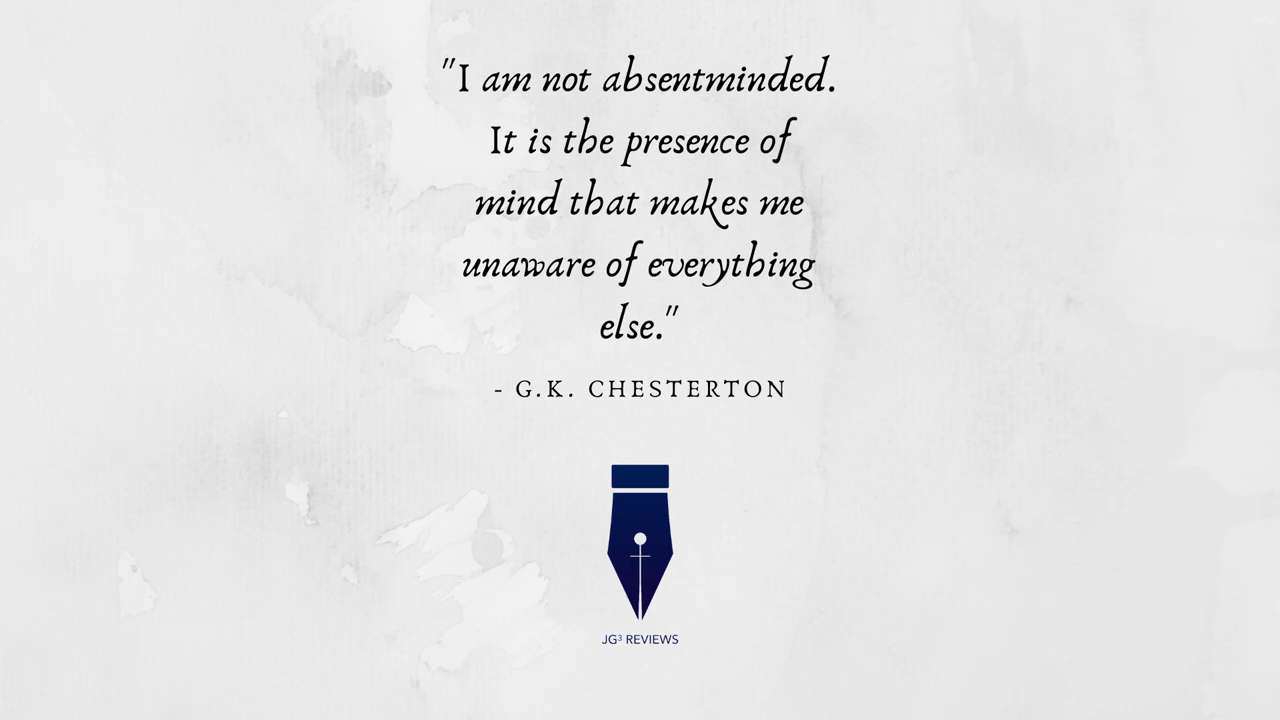 "I am not absentminded.
It is the presence of
mind that makes me
unaware of everything
else."
- G.K. CHESTERTON
JG³ REVIEWS